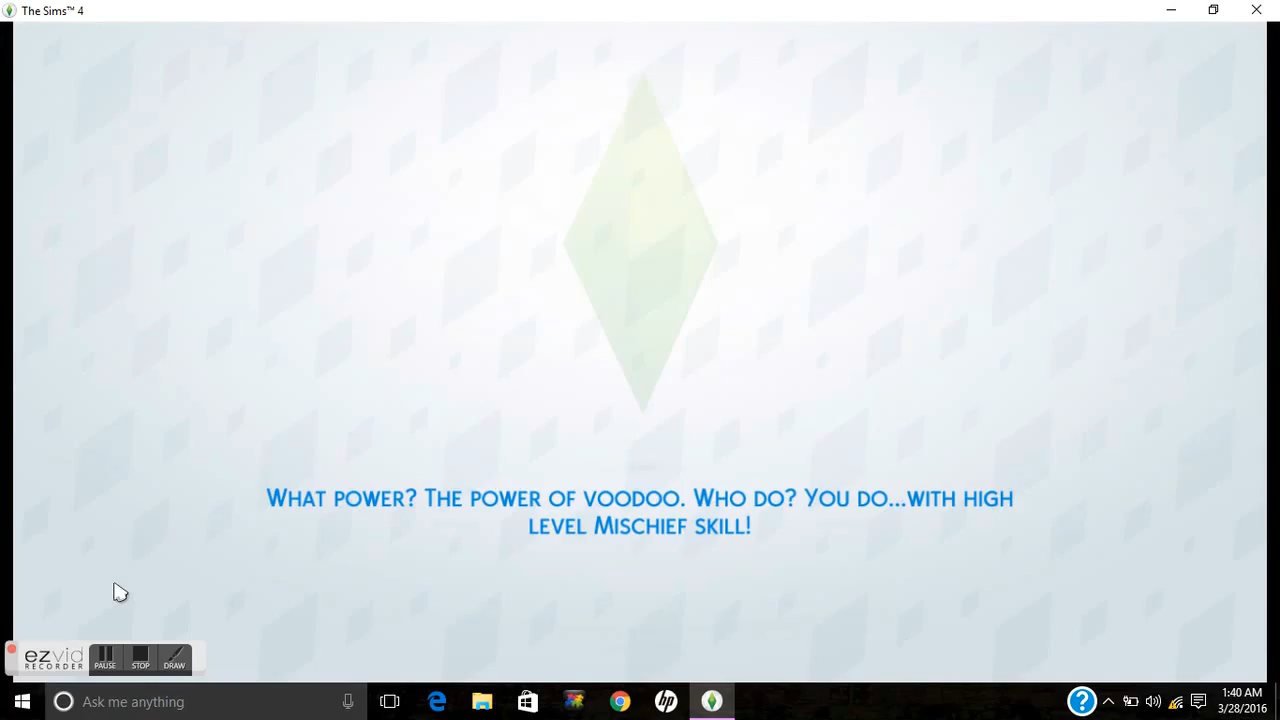 The Sims™ 4
What power? The power of voodoo. Who do? You do...with high
level Mischief skill!
ezvid
RECORDER
PAUSE
STOP
DRAW
Ask me anything
hp
?
1:40 AM
3/28/2016